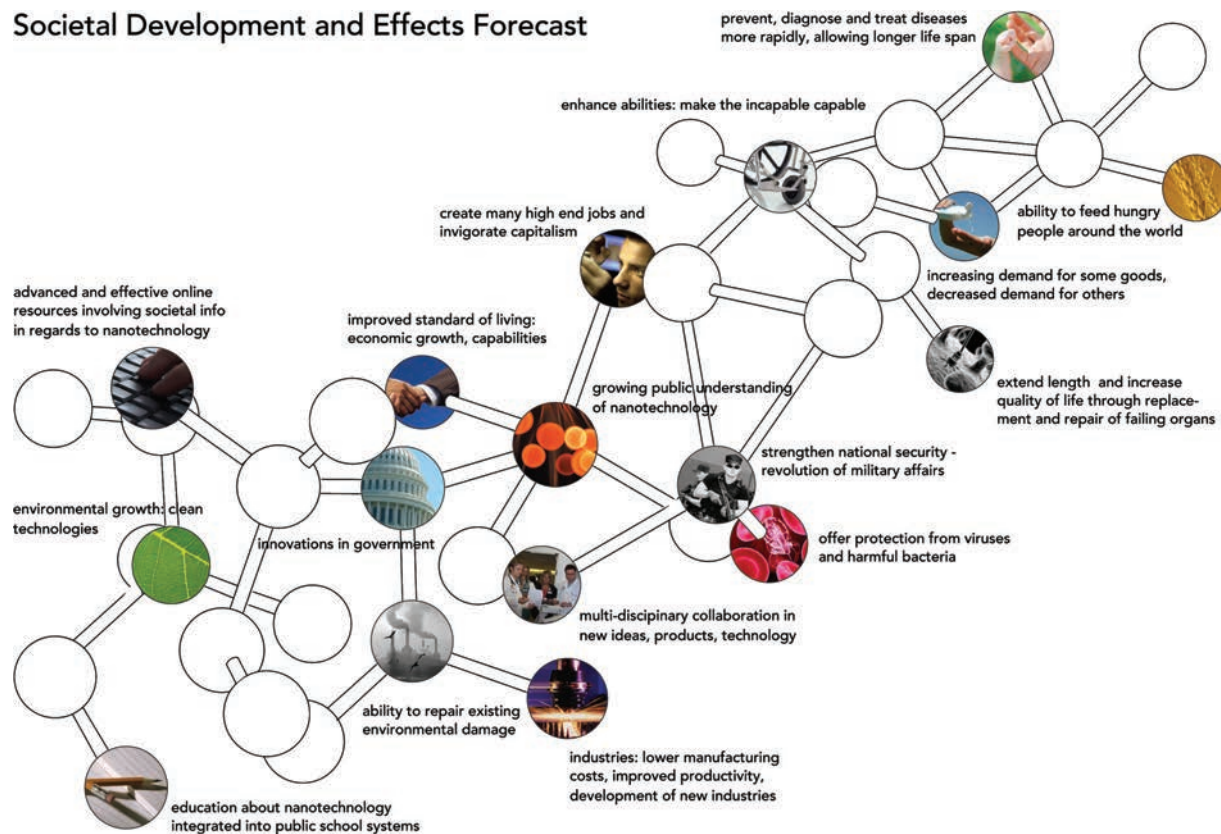 Societal Development and Effects Forecast
prevent, diagnose and treat diseases
more rapidly, allowing longer life span
enhance abilities: make the incapable capable
create many high end jobs and
invigorate capitalism
ability to feed hungry
people around the world
increasing demand for some goods,
decreased demand for others
advanced and effective online
resources involving societal info
in regards to nanotechnology
improved standard of living:
economic growth, capabilities
growing public understanding
of nanotechnology
extend length and increase
quality of life through replace-
ment and repair of failing organs
strengthen national security -
revolution of military affairs
environmental growth: clean
technologies
innovations in government
offer protection from viruses
and harmful bacteria
multi-discipinary collaboration in
new ideas, products, technology
ability to repair existing
environmental damage
industries: lower manufacturing
costs, improved productivity,
development of new industries
education about nanotechnology
integrated into public school systems